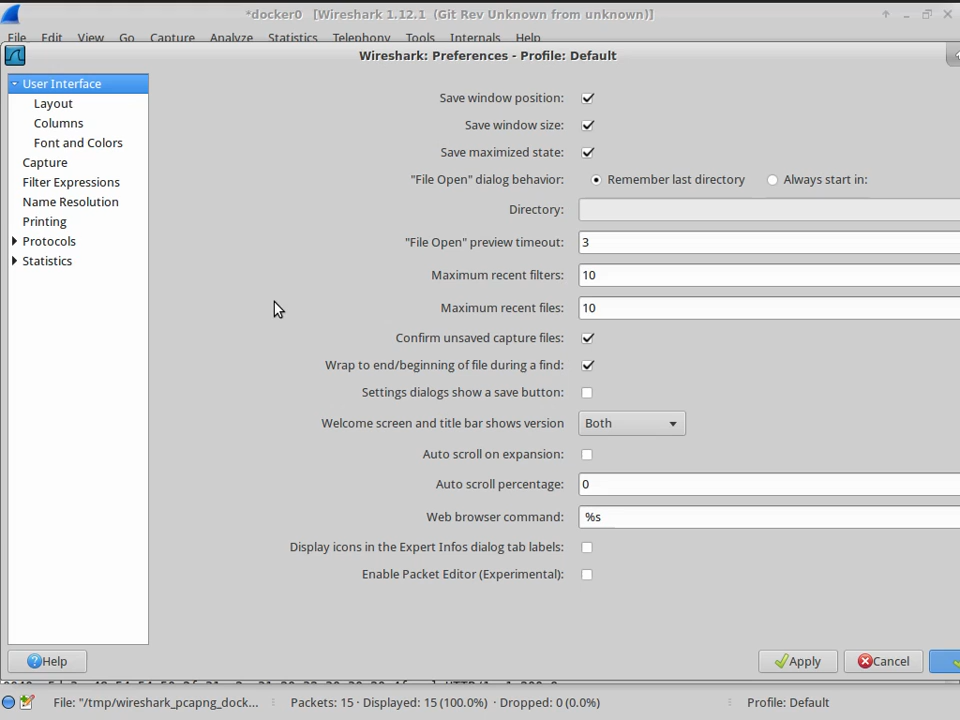 *docker0 [Wireshark 1.12.1 (Git Rev Unknown from unknown)]
File Edit View Go Capture Analyze Statistics Telephony Tools Internals Help
Wireshark: Preferences - Profile: Default
User Interface
Layout
Columns
Font and Colors
Capture
Filter Expressions
Name Resolution
Printing
Protocols
Statistics
Save window position:
Save window size:
Save maximized state:
"File Open" dialog behavior: Remember last directory Always start in:
Directory:
"File Open" preview timeout: 3
Maximum recent filters: 10
Maximum recent files: 10
Confirm unsaved capture files:
Wrap to end/beginning of file during a find:
Settings dialogs show a save button:
Welcome screen and title bar shows version Both
Auto scroll on expansion:
Auto scroll percentage: 0
Web browser command: %s
Display icons in the Expert Infos dialog tab labels:
Enable Packet Editor (Experimental):
Help Apply Cancel
File: "/tmp/wireshark_pcapng_dock... Packets: 15 · Displayed: 15 (100.0%) · Dropped: 0 (0.0%) Profile: Default